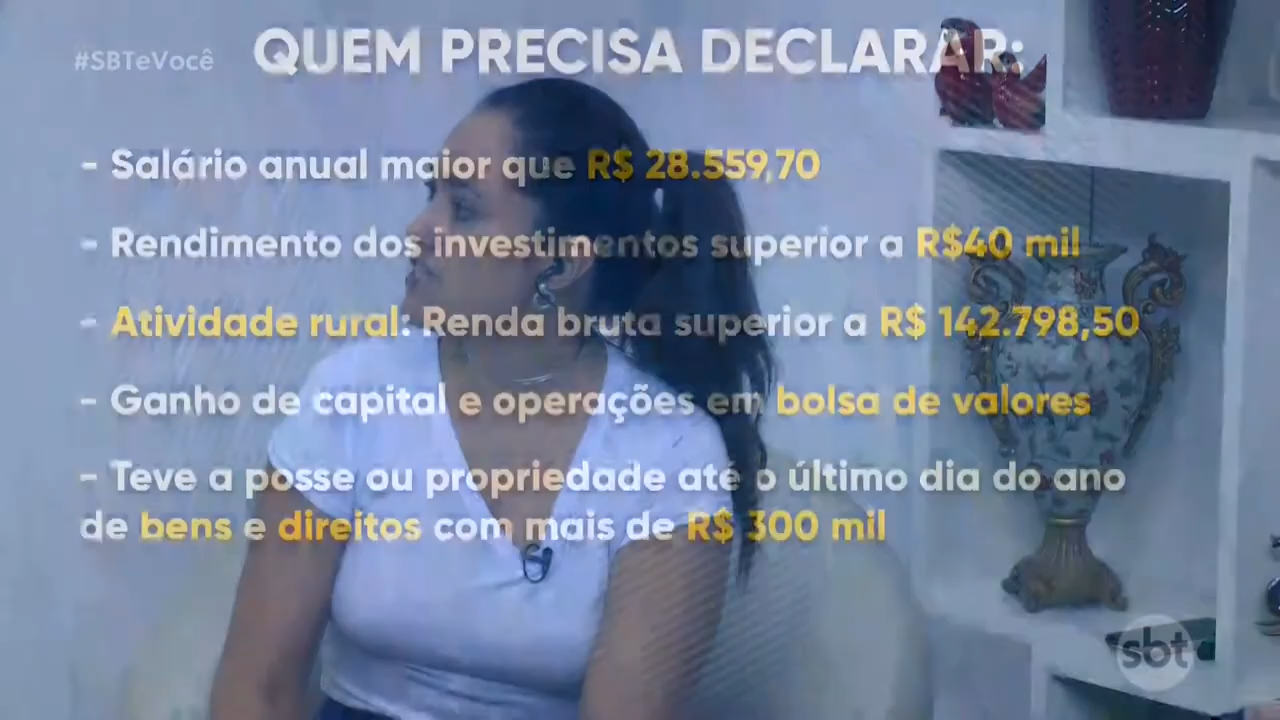 #SBTeVocê
QUEM PRECISA DECLARAR:
- Salário anual maior que R$ 28.559,70
- Rendimento dos investimentos superior a R$40 mil
- Atividade rural: Renda bruta superior a R$ 142.798,50
- Ganho de capital e operações em bolsa de valores
- Teve a posse ou propriedade até o último dia do ano
de bens e direitos com mais de R$ 300 mil
sbt